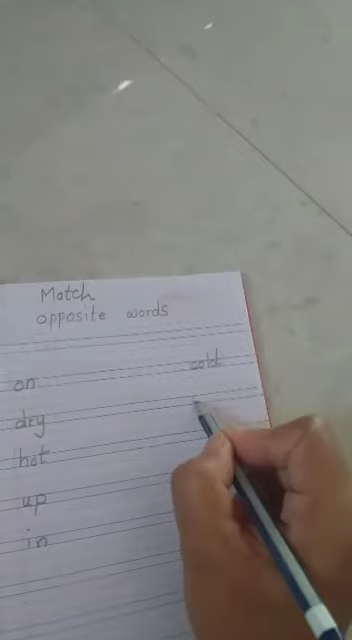 Match
opposite words
on cold
dry
hot
up
in